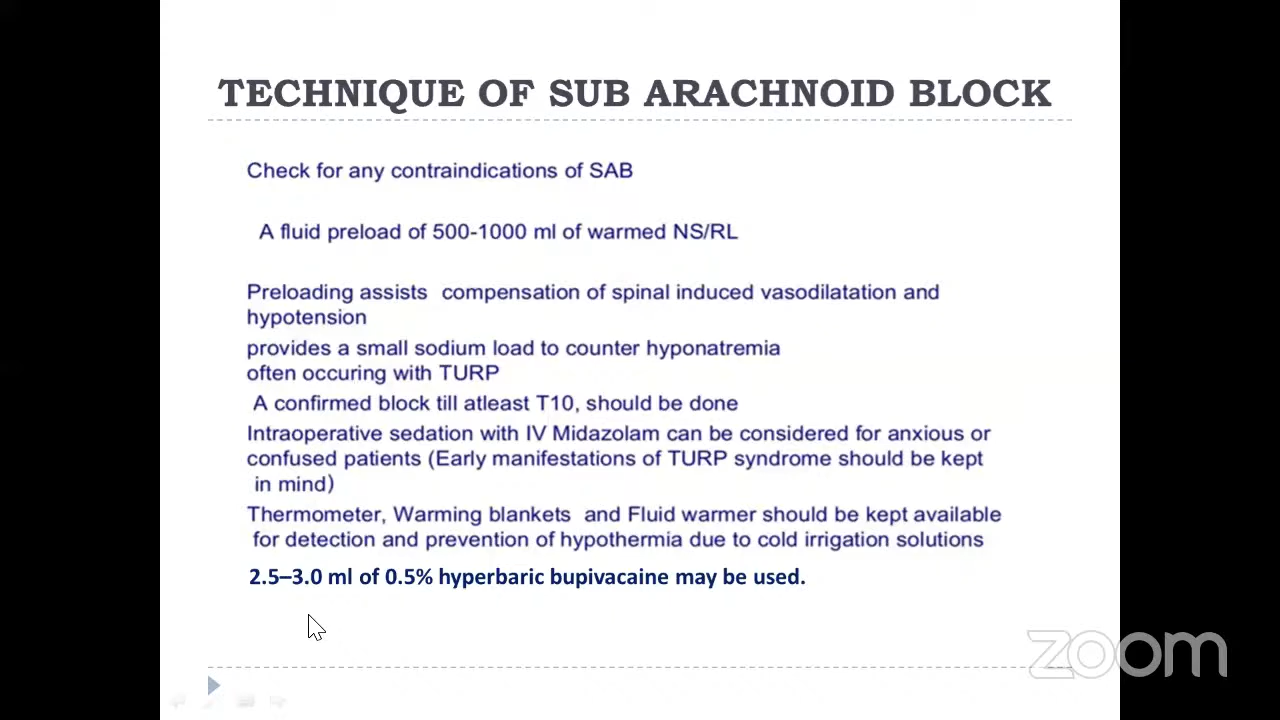 TECHNIQUE OF SUB ARACHNOID BLOCK
Check for any contraindications of SAB
A fluid preload of 500-1000 ml of warmed NS/RL
Preloading assists compensation of spinal induced vasodilatation and
hypotension
provides a small sodium load to counter hyponatremia
often occuring with TURP
A confirmed block till atleast T10, should be done
Intraoperative sedation with IV Midazolam can be considered for anxious or
confused patients (Early manifestations of TURP syndrome should be kept
in mind)
Thermometer, Warming blankets and Fluid warmer should be kept available
for detection and prevention of hypothermia due to cold irrigation solutions
2.5–3.0 ml of 0.5% hyperbaric bupivacaine may be used.
zoom